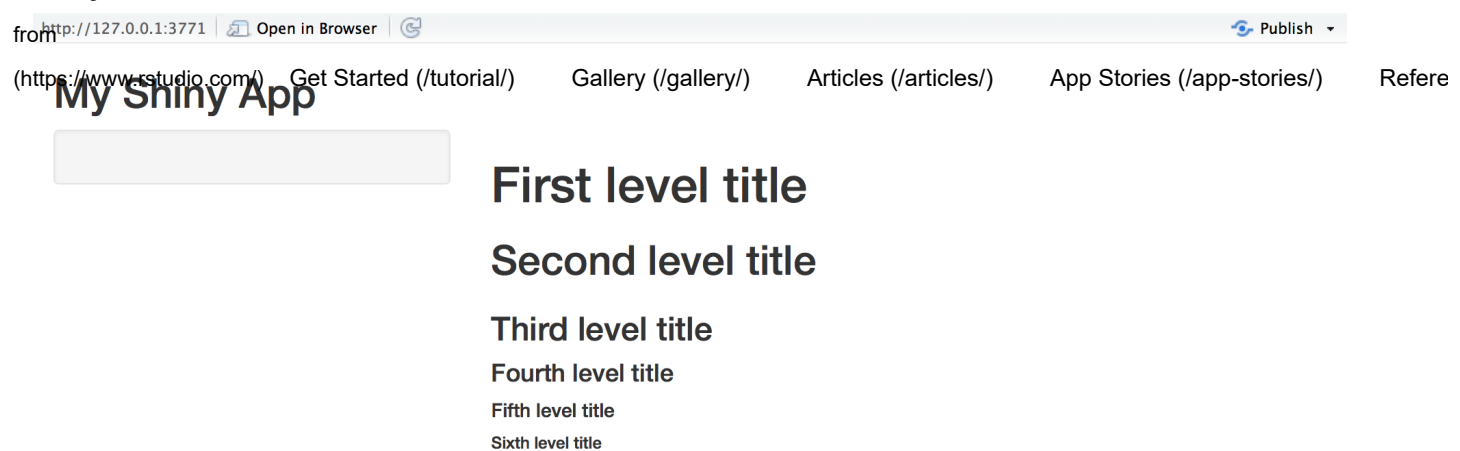 http://127.0.0.1:3771 Open in Browser Publish
from
(https://www.rstudio.com/) Get Started (/tutorial/) Gallery (/gallery/) Articles (/articles/) App Stories (/app-stories/) Refere
My Shiny App
First level title
Second level title
Third level title
Fourth level title
Fifth level title
Sixth level title